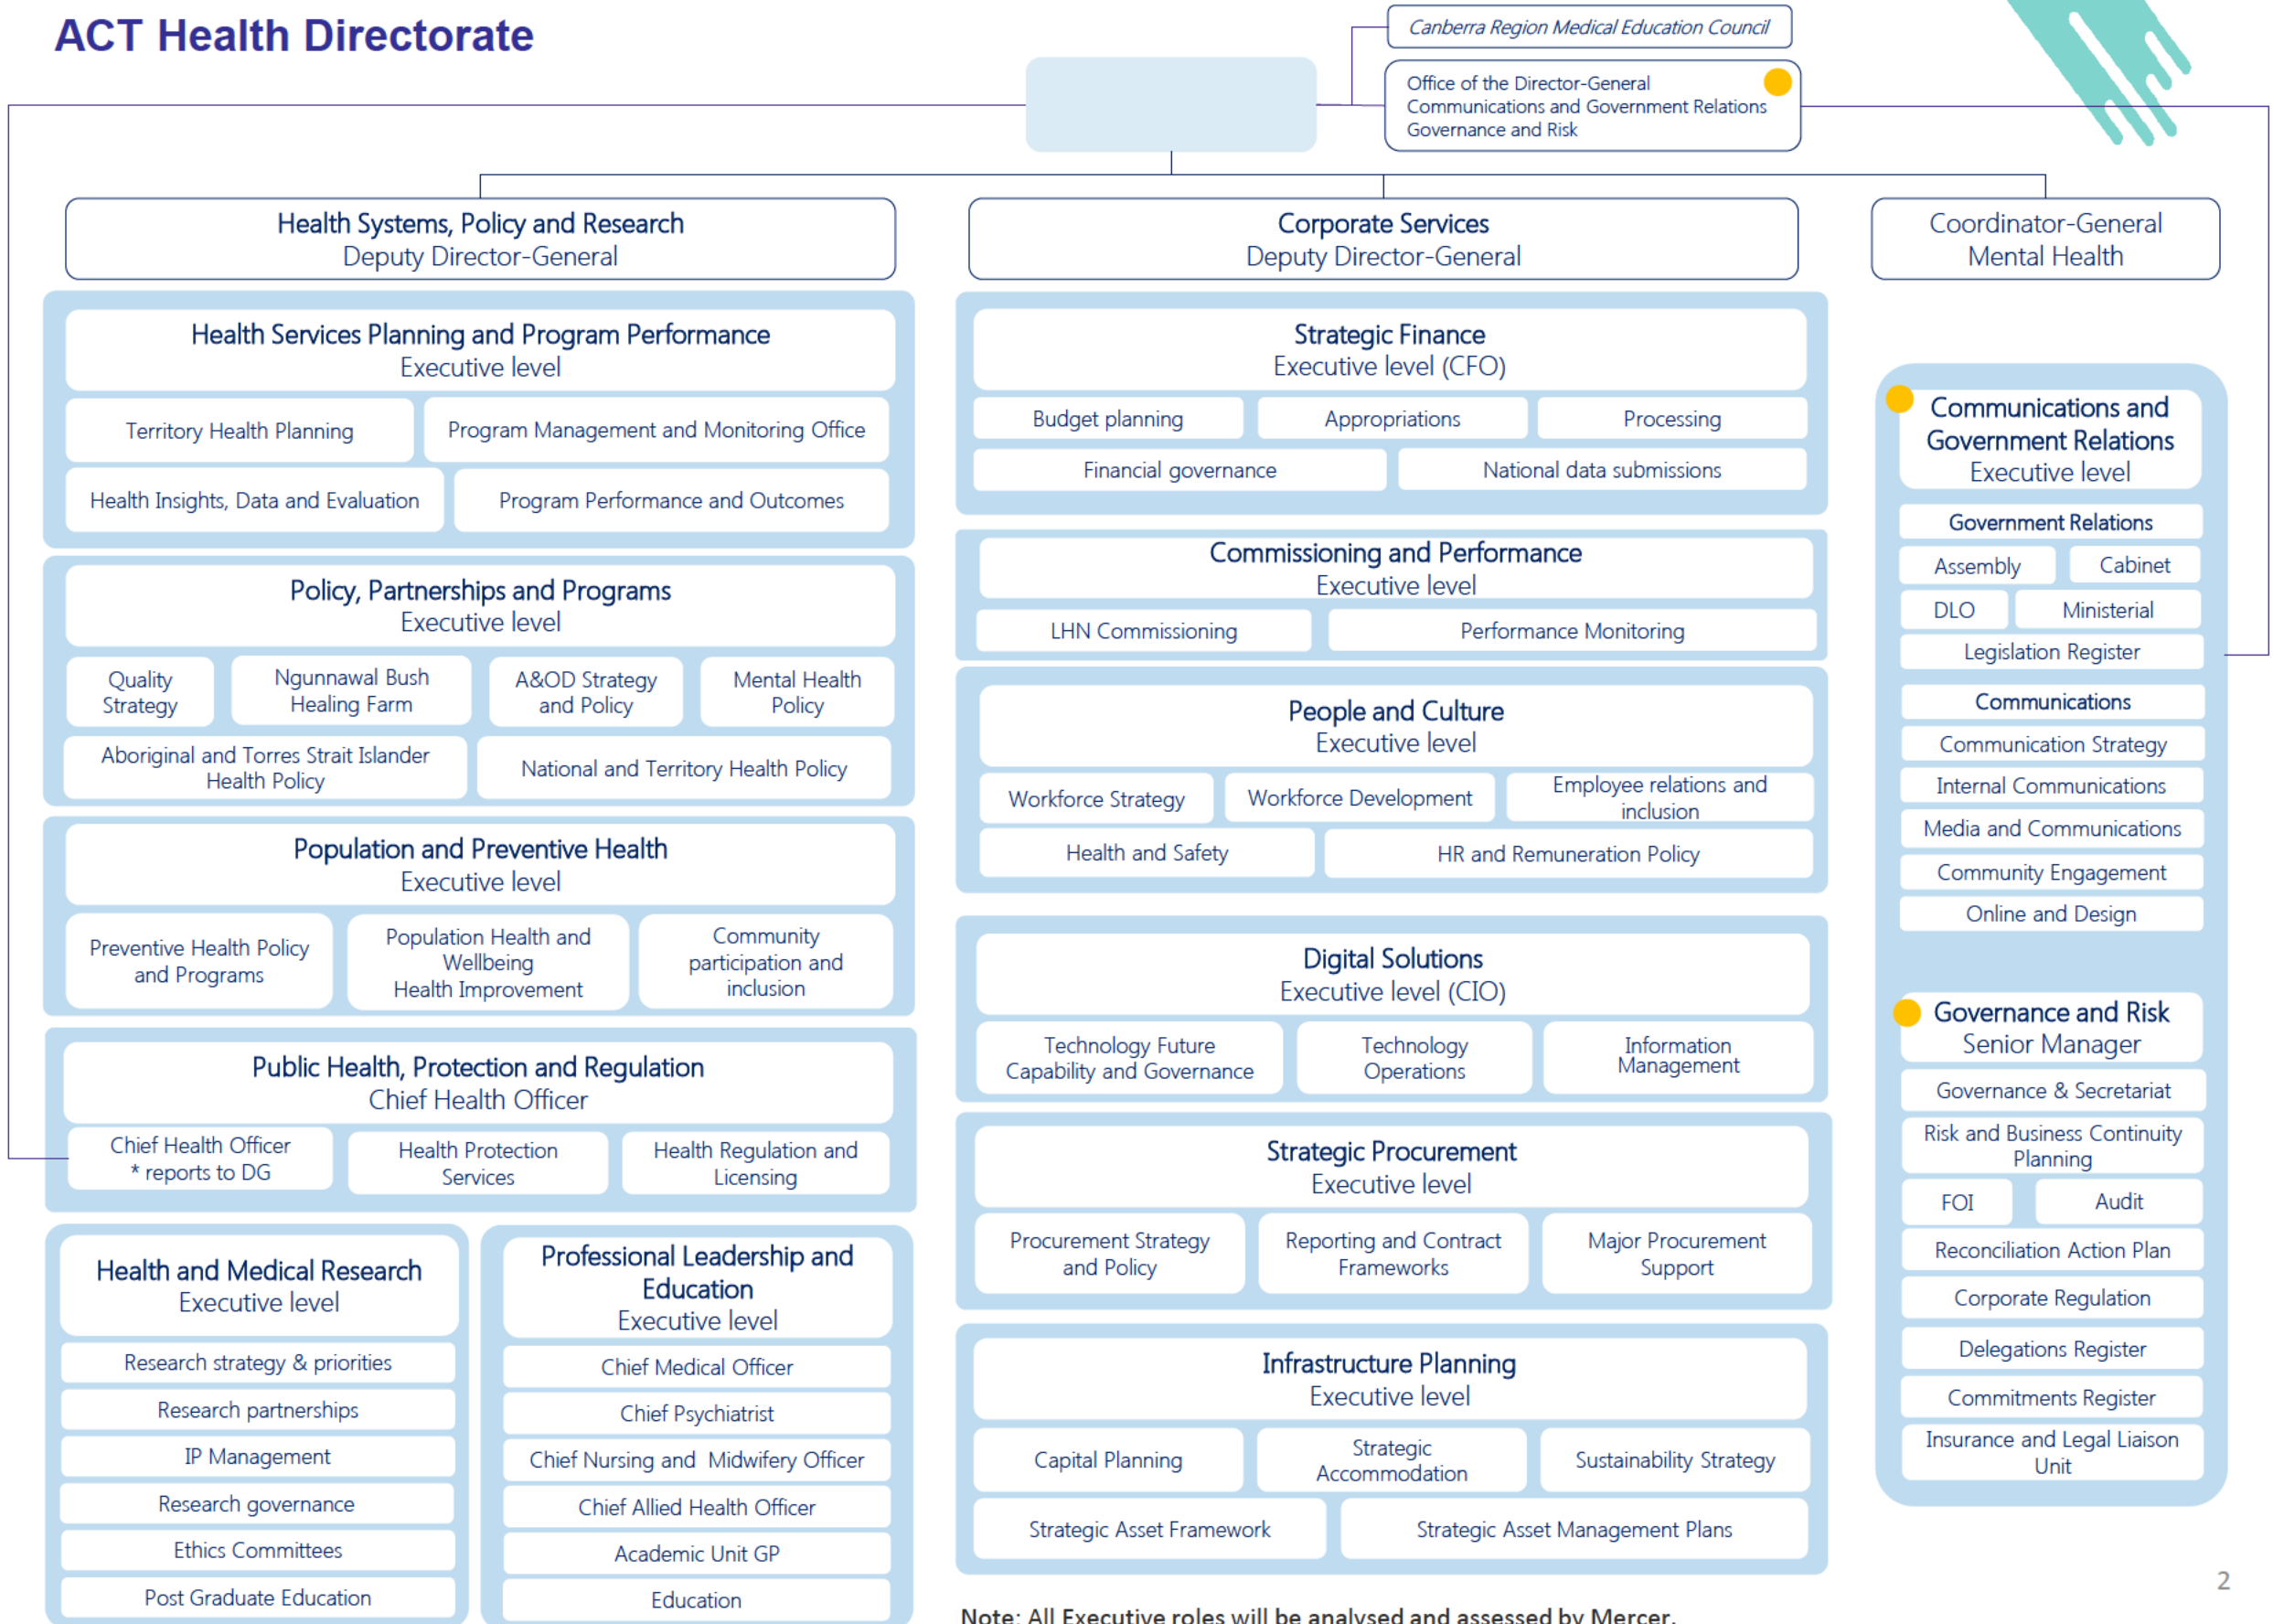 ACT Health Directorate
Canberra Region Medical Education Council
Office of the Director-General
Communications and Government Relations
Governance and Risk
Health Systems, Policy and Research
Deputy Director-General
Health Services Planning and Program Performance
Executive level
Territory Health Planning
Program Management and Monitoring Office
Health Insights, Data and Evaluation
Program Performance and Outcomes
Policy, Partnerships and Programs
Executive level
Quality
Strategy
Ngunnawal Bush
Healing Farm
A&OD Strategy
and Policy
Mental Health
Policy
Aboriginal and Torres Strait Islander
Health Policy
National and Territory Health Policy
Population and Preventive Health
Executive level
Preventive Health Policy
and Programs
Population Health and
Wellbeing
Health Improvement
Community
participation and
inclusion
Public Health, Protection and Regulation
Chief Health Officer
Chief Health Officer
* reports to DG
Health Protection
Services
Health Regulation and
Licensing
Health and Medical Research
Executive level
Research strategy & priorities
Research partnerships
IP Management
Research governance
Ethics Committees
Post Graduate Education
Professional Leadership and
Education
Executive level
Chief Medical Officer
Chief Psychiatrist
Chief Nursing and Midwifery Officer
Chief Allied Health Officer
Academic Unit GP
Education
Corporate Services
Deputy Director-General
Strategic Finance
Executive level (CFO)
Budget planning
Appropriations
Processing
Financial governance
National data submissions
Commissioning and Performance
Executive level
LHN Commissioning
Performance Monitoring
People and Culture
Executive level
Workforce Strategy
Workforce Development
Employee relations and
inclusion
Health and Safety
HR and Remuneration Policy
Digital Solutions
Executive level (CIO)
Technology Future
Capability and Governance
Technology
Operations
Information
Management
Strategic Procurement
Executive level
Procurement Strategy
and Policy
Reporting and Contract
Frameworks
Major Procurement
Support
Infrastructure Planning
Executive level
Capital Planning
Strategic
Accommodation
Sustainability Strategy
Strategic Asset Framework
Strategic Asset Management Plans
Note: All Executive roles will be analysed and assessed by Mercer.
Coordinator-General
Mental Health
Communications and
Government Relations
Executive level
Government Relations
Assembly
Cabinet
DLO
Ministerial
Legislation Register
Communications
Communication Strategy
Internal Communications
Media and Communications
Community Engagement
Online and Design
Governance and Risk
Senior Manager
Governance & Secretariat
Risk and Business Continuity
Planning
FOI
Audit
Reconciliation Action Plan
Corporate Regulation
Delegations Register
Commitments Register
Insurance and Legal Liaison
Unit
2